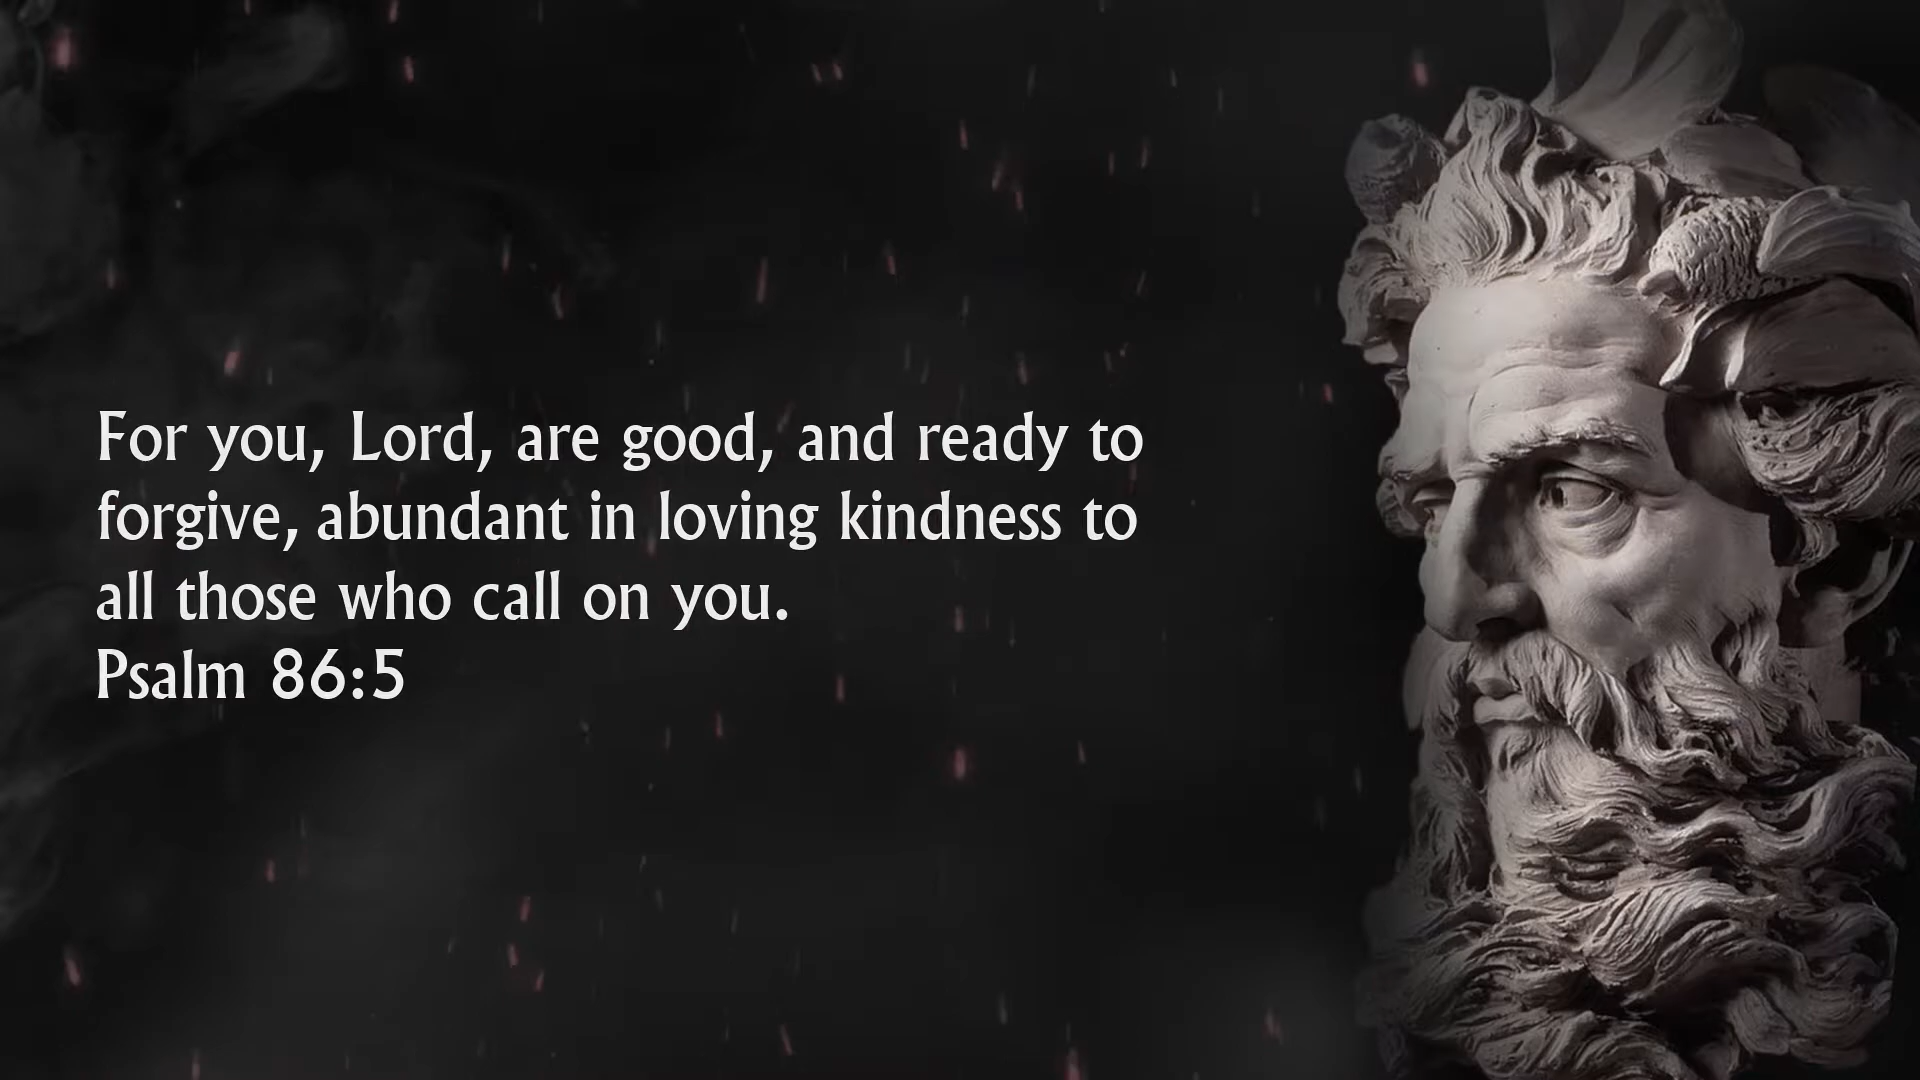 For you, Lord, are good, and ready to
forgive, abundant in loving kindness to
all those who call on you.
Psalm 86:5